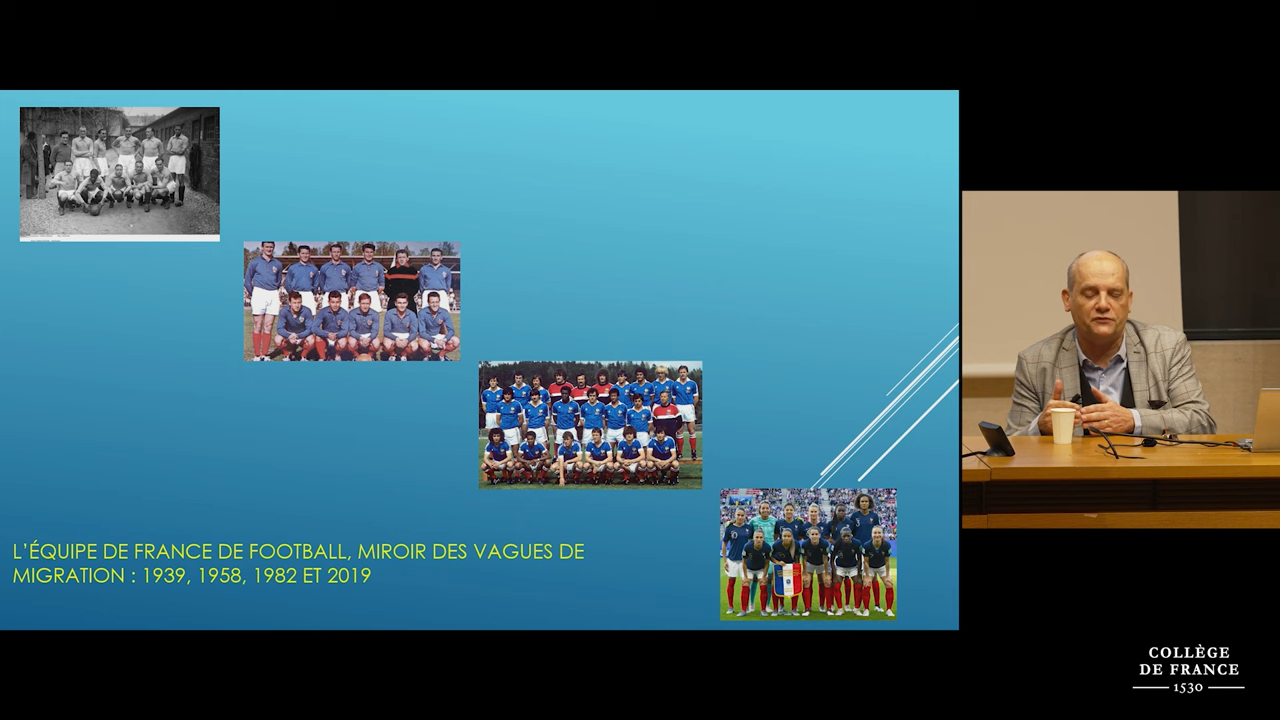 L'ÉQUIPE DE FRANCE DE FOOTBALL, MIROIR DES VAGUES DE
MIGRATION : 1939, 1958, 1982 ET 2019
COLLÈGE
DE FRANCE
1530